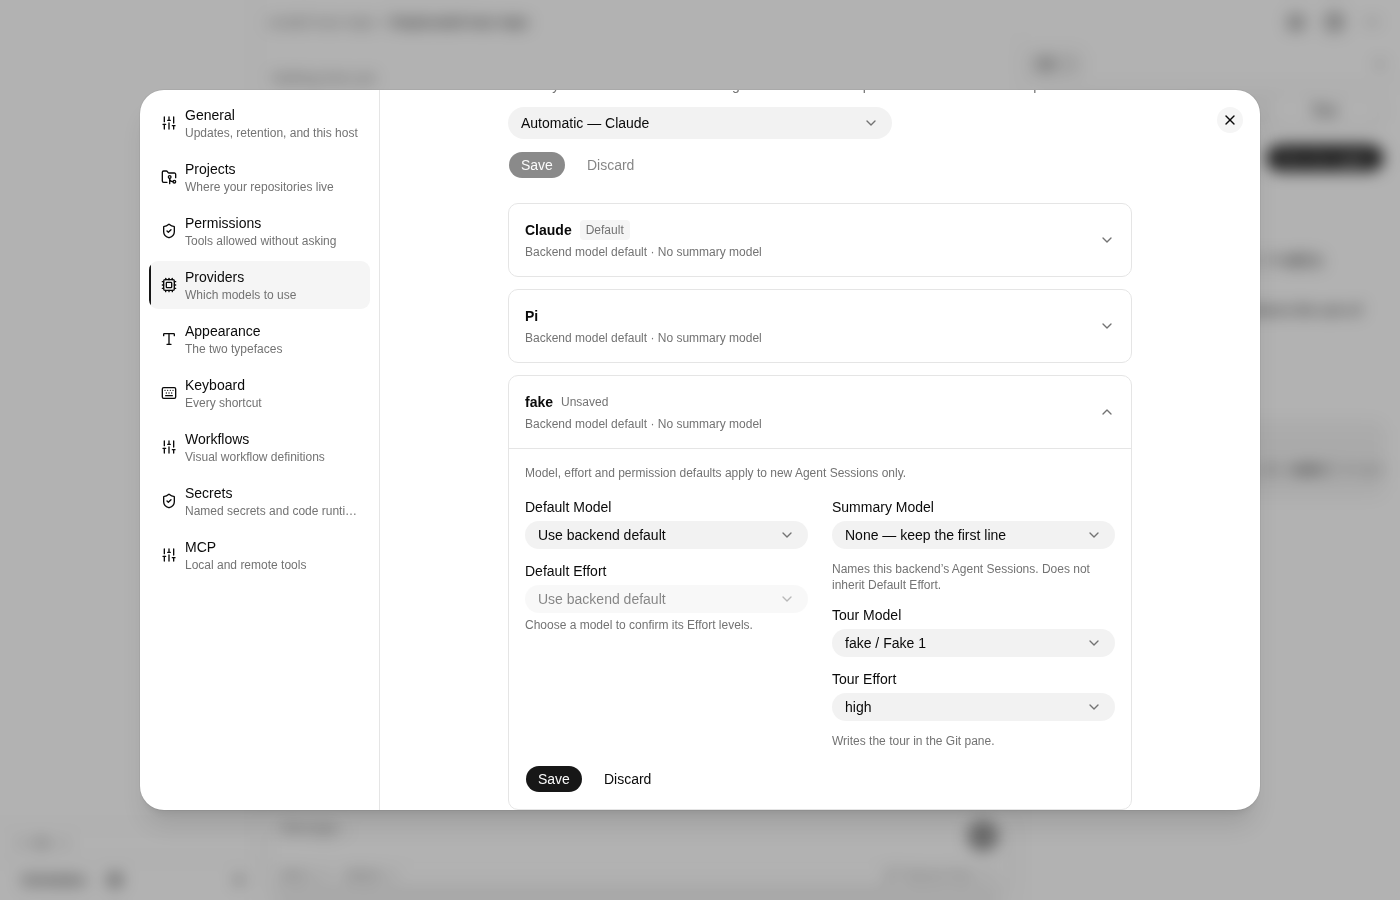 General
Updates, retention, and this host
Projects
Where your repositories live
Permissions
Tools allowed without asking
Providers
Which models to use
Appearance
The two typefaces
Keyboard
Every shortcut
Workflows
Visual workflow definitions
Secrets
Named secrets and code runti…
MCP
Local and remote tools
Automatic — Claude
Save Discard
Claude Default
Backend model default · No summary model
Pi
Backend model default · No summary model
fake Unsaved
Backend model default · No summary model
Model, effort and permission defaults apply to new Agent Sessions only.
Default Model
Use backend default
Default Effort
Use backend default
Choose a model to confirm its Effort levels.
Summary Model
None — keep the first line
Names this backend’s Agent Sessions. Does not
inherit Default Effort.
Tour Model
fake / Fake 1
Tour Effort
high
Writes the tour in the Git pane.
Save Discard